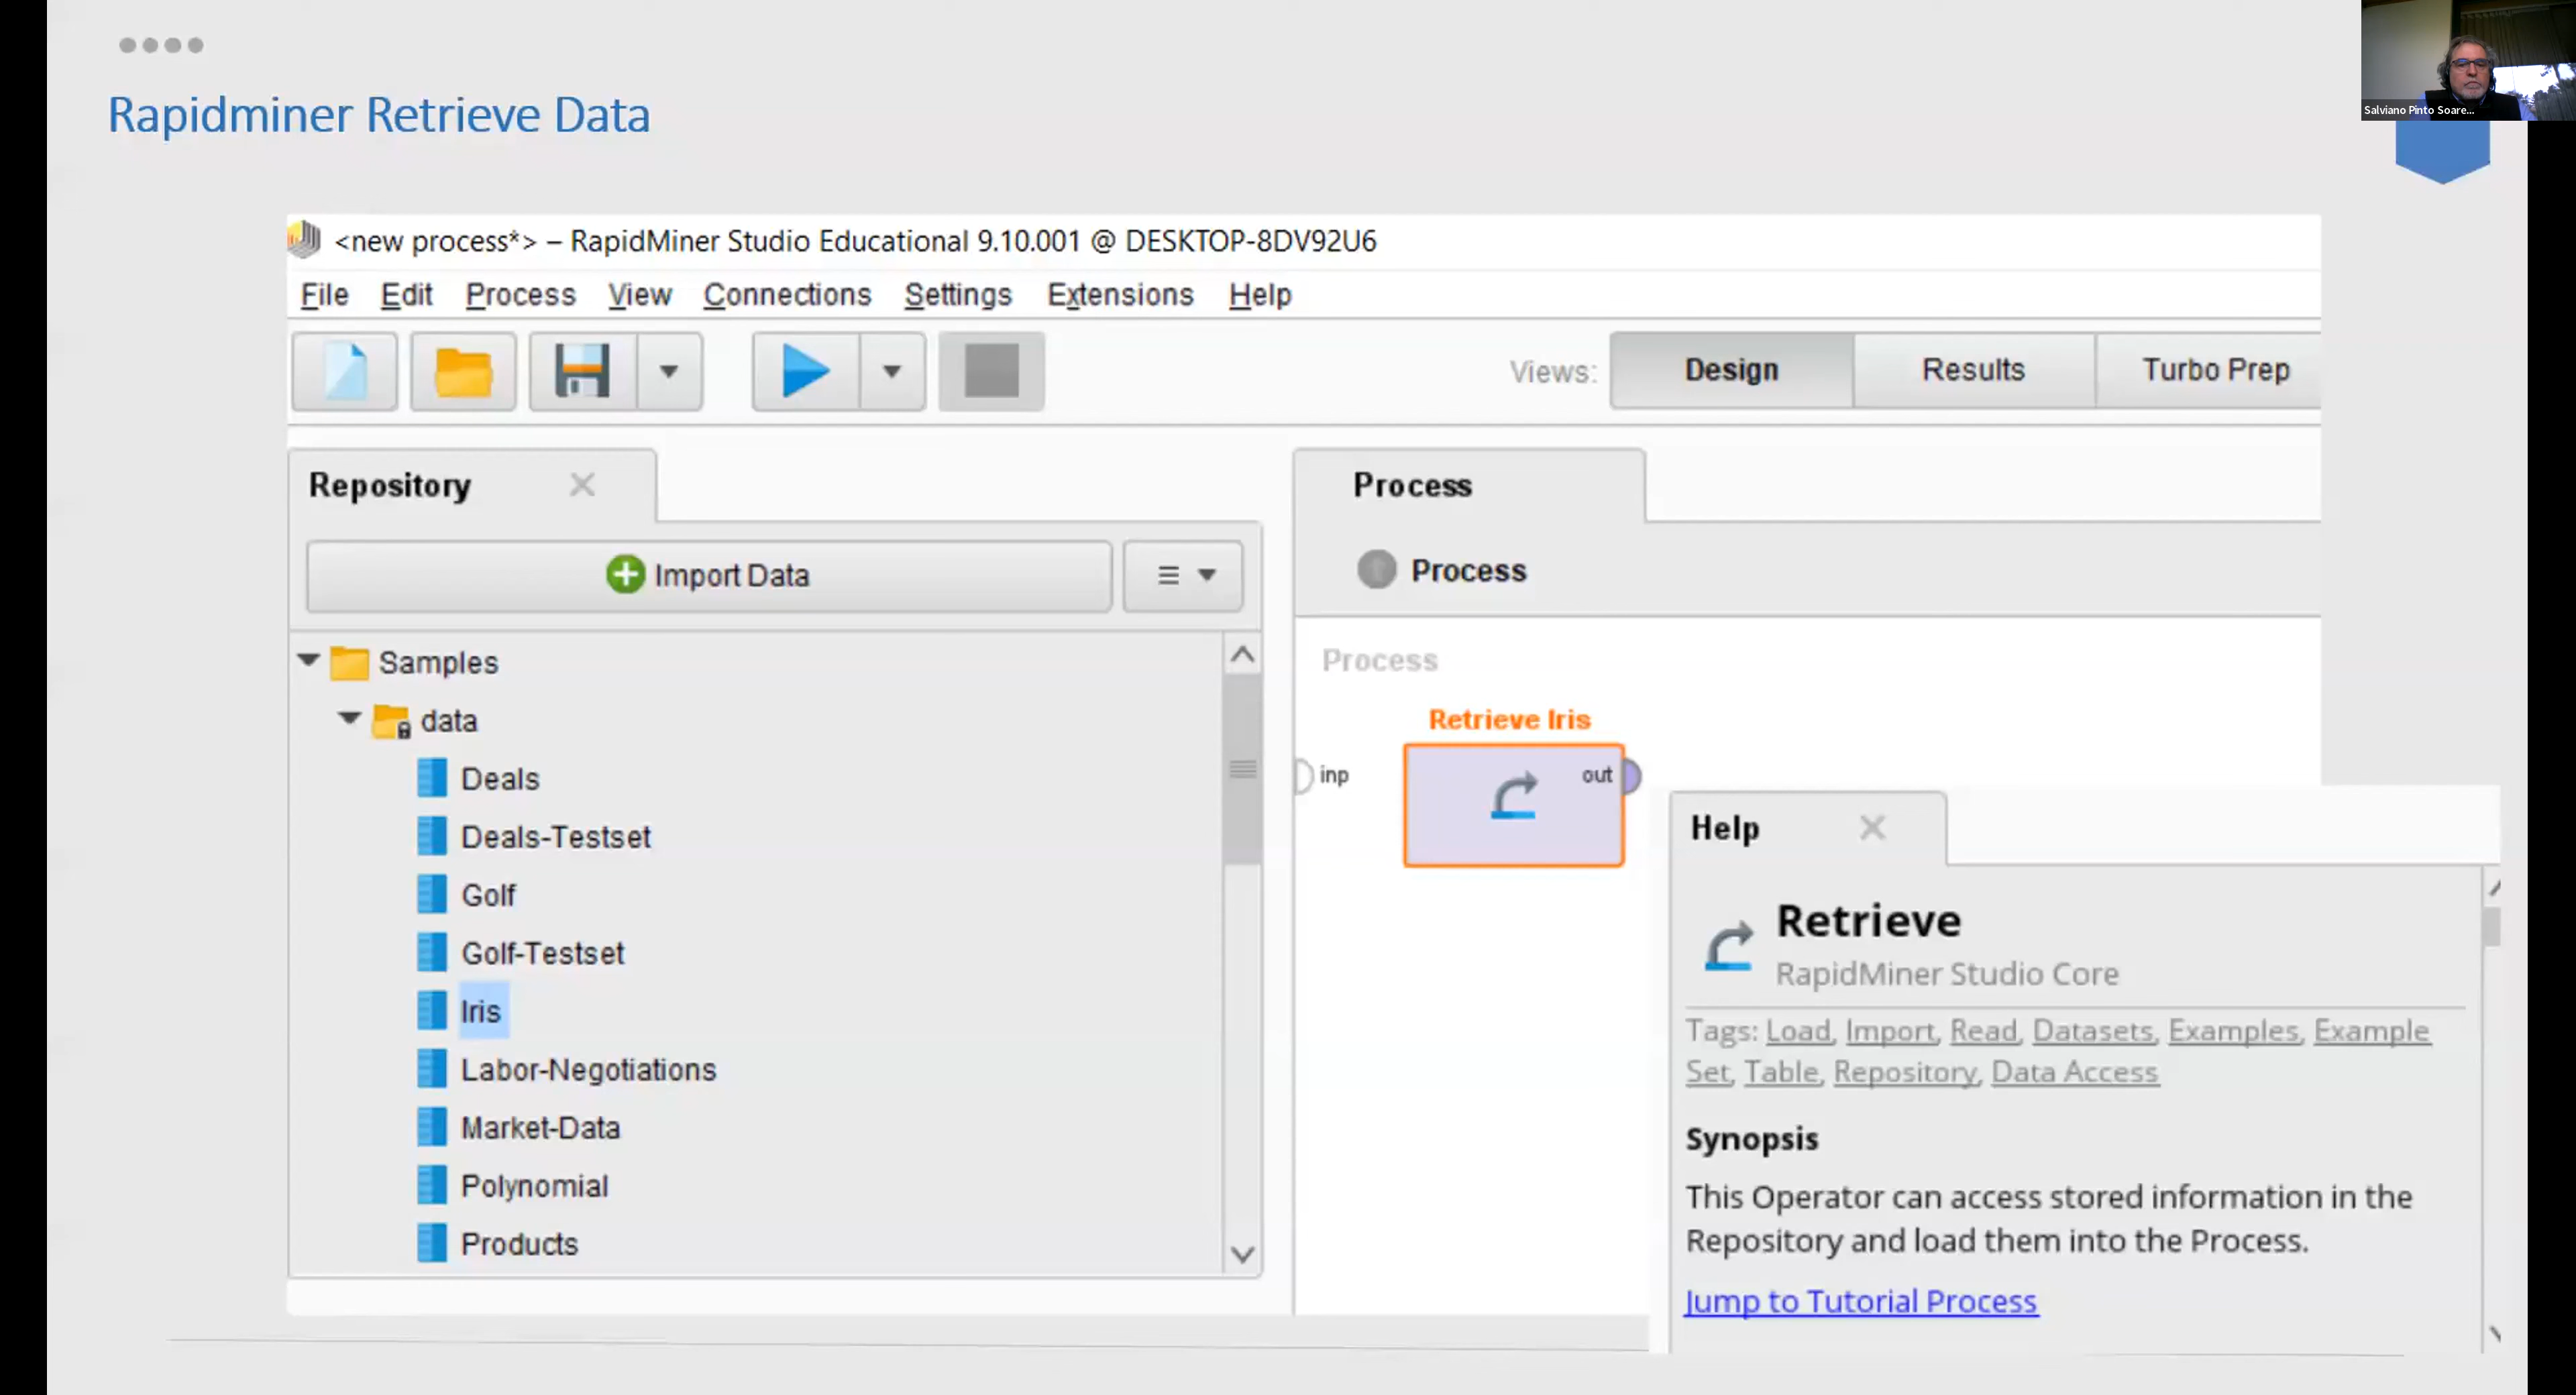 Salviano Pinto Soare...
Rapidminer Retrieve Data
<new process*> – RapidMiner Studio Educational 9.10.001 @ DESKTOP-8DV92U6
File Edit Process View Connections Settings Extensions Help
Views: Design Results Turbo Prep
Repository
Import Data
Samples
data
Deals
Deals-Testset
Golf
Golf-Testset
Iris
Labor-Negotiations
Market-Data
Polynomial
Products
Process
Process
Process
Retrieve Iris
inp
out
Help
Retrieve
RapidMiner Studio Core
Tags: Load, Import, Read, Datasets, Examples, Example
Set, Table, Repository, Data Access
Synopsis
This Operator can access stored information in the
Repository and load them into the Process.
Jump to Tutorial Process